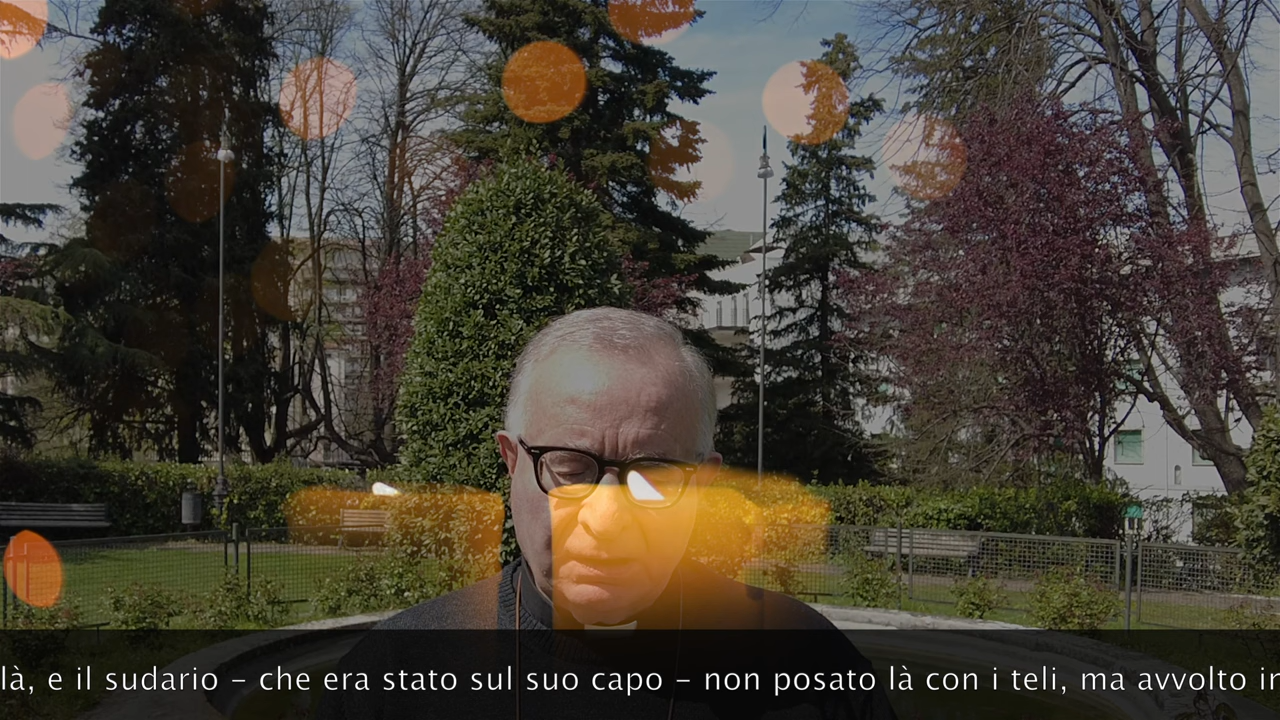 là, e il sudario – che era stato sul suo capo – non posato là con i teli, ma avvolto in